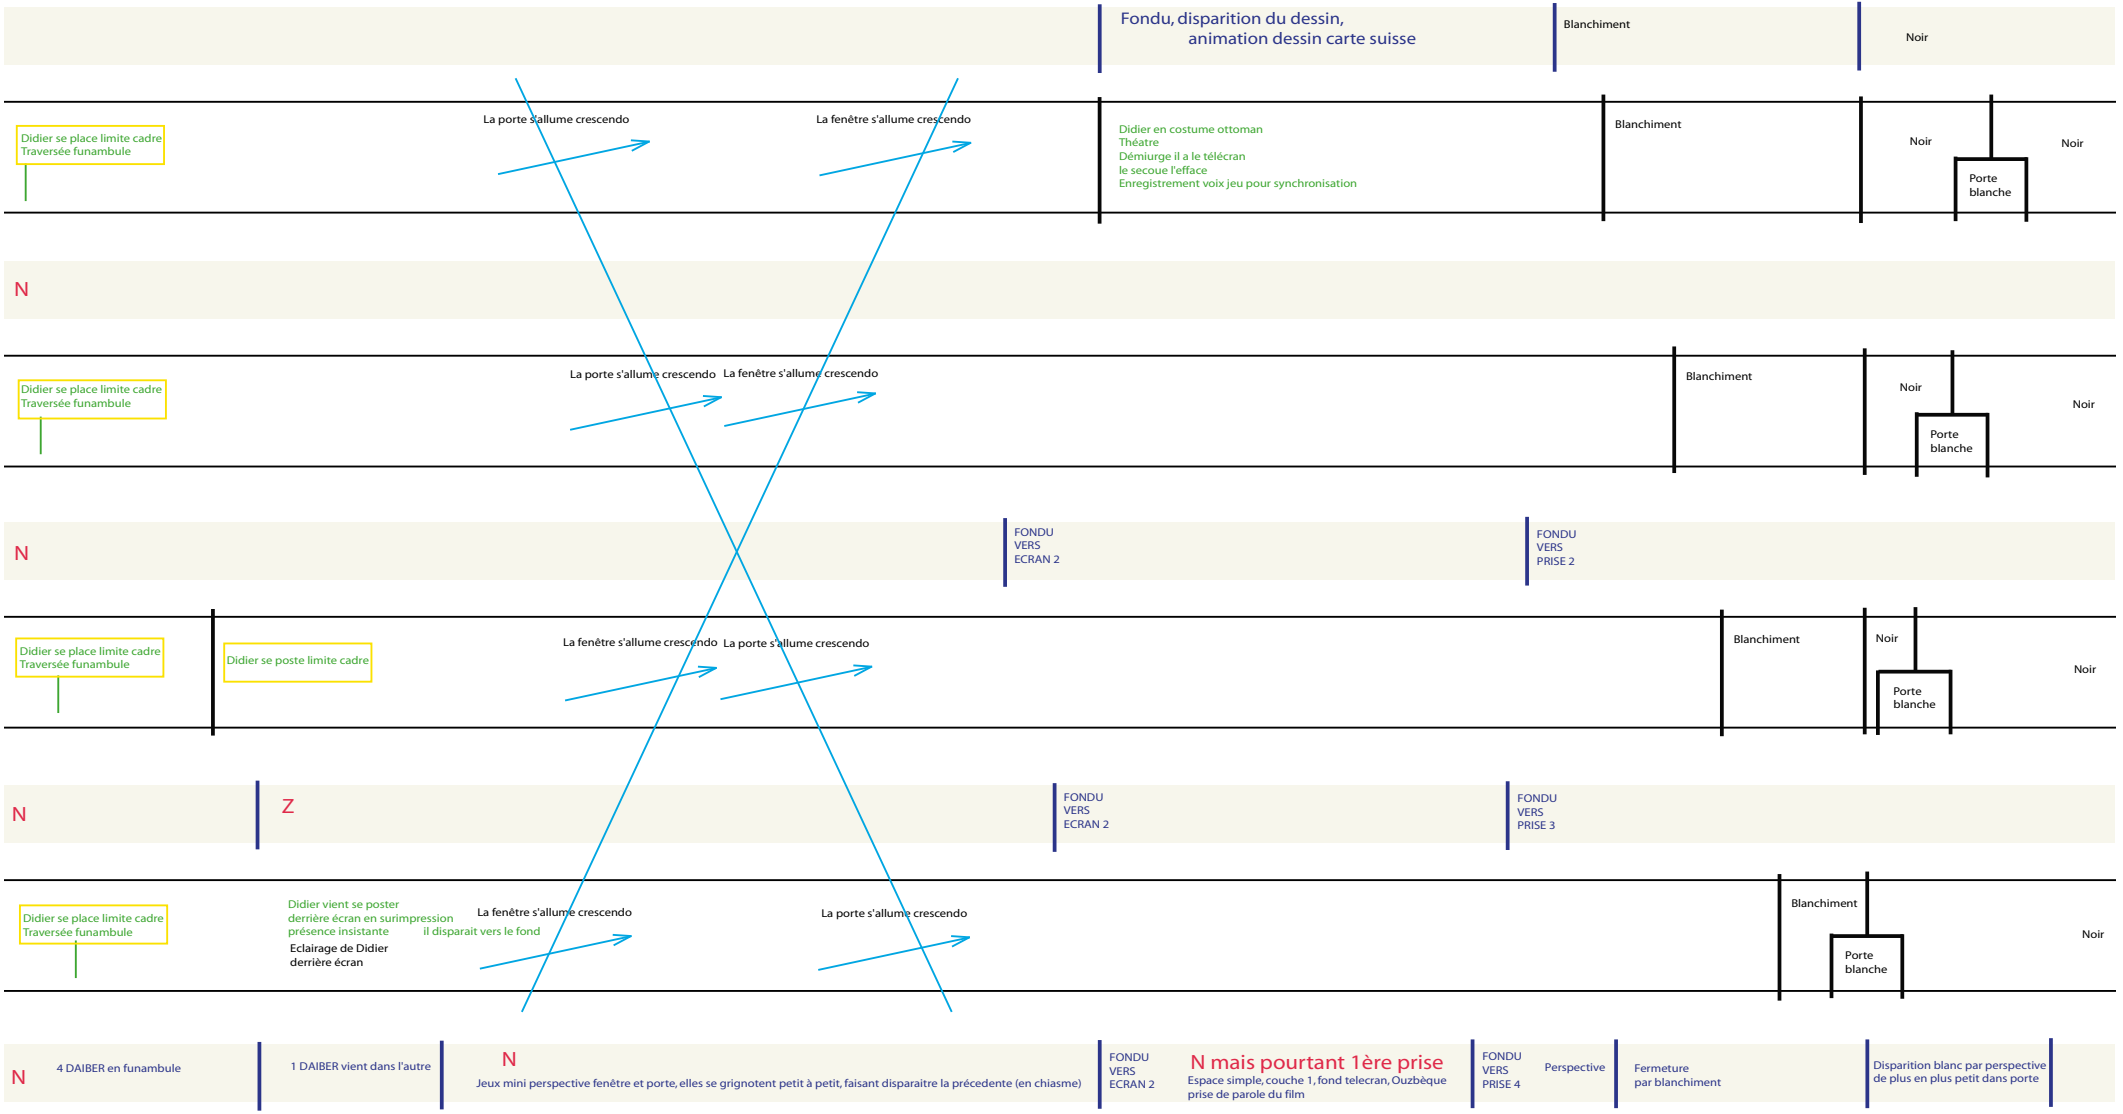 Fondu, disparition du dessin,
animation dessin carte suisse
Blanchiment
Noir
Didier se place limite cadre
Traversée funambule
La porte s'allume crescendo
La fenêtre s'allume crescendo
Didier en costume ottoman
Théatre
Démiurge il a le télécran
le secoue l'efface
Enregistrement voix jeu pour synchronisation
Blanchiment
Noir
Porte
blanche
Noir
N
Didier se place limite cadre
Traversée funambule
La porte s'allume crescendo
La fenêtre s'allume crescendo
Blanchiment
Noir
Porte
blanche
Noir
N
FONDU
VERS
ECRAN 2
FONDU
VERS
PRISE 2
Didier se place limite cadre
Traversée funambule
Didier se poste limite cadre
La fenêtre s'allume crescendo
La porte s'allume crescendo
Blanchiment
Noir
Porte
blanche
Noir
N
Z
FONDU
VERS
ECRAN 2
FONDU
VERS
PRISE 3
Didier se place limite cadre
Traversée funambule
Didier vient se poster
derrière écran en surimpression
présence insistante il disparait vers le fond
Eclairage de Didier
derrière écran
La fenêtre s'allume crescendo
La porte s'allume crescendo
Blanchiment
Porte
blanche
Noir
N
4 DAIBER en funambule
1 DAIBER vient dans l'autre
N
Jeux mini perspective fenêtre et porte, elles se grignotent petit à petit, faisant disparaitre la précedente (en chiasme)
FONDU
VERS
ECRAN 2
N mais pourtant 1ère prise
Espace simple, couche 1, fond telecran, Ouzbèque
prise de parole du film
FONDU
VERS
PRISE 4
Perspective
Fermeture
par blanchiment
Disparition blanc par perspective
de plus en plus petit dans porte